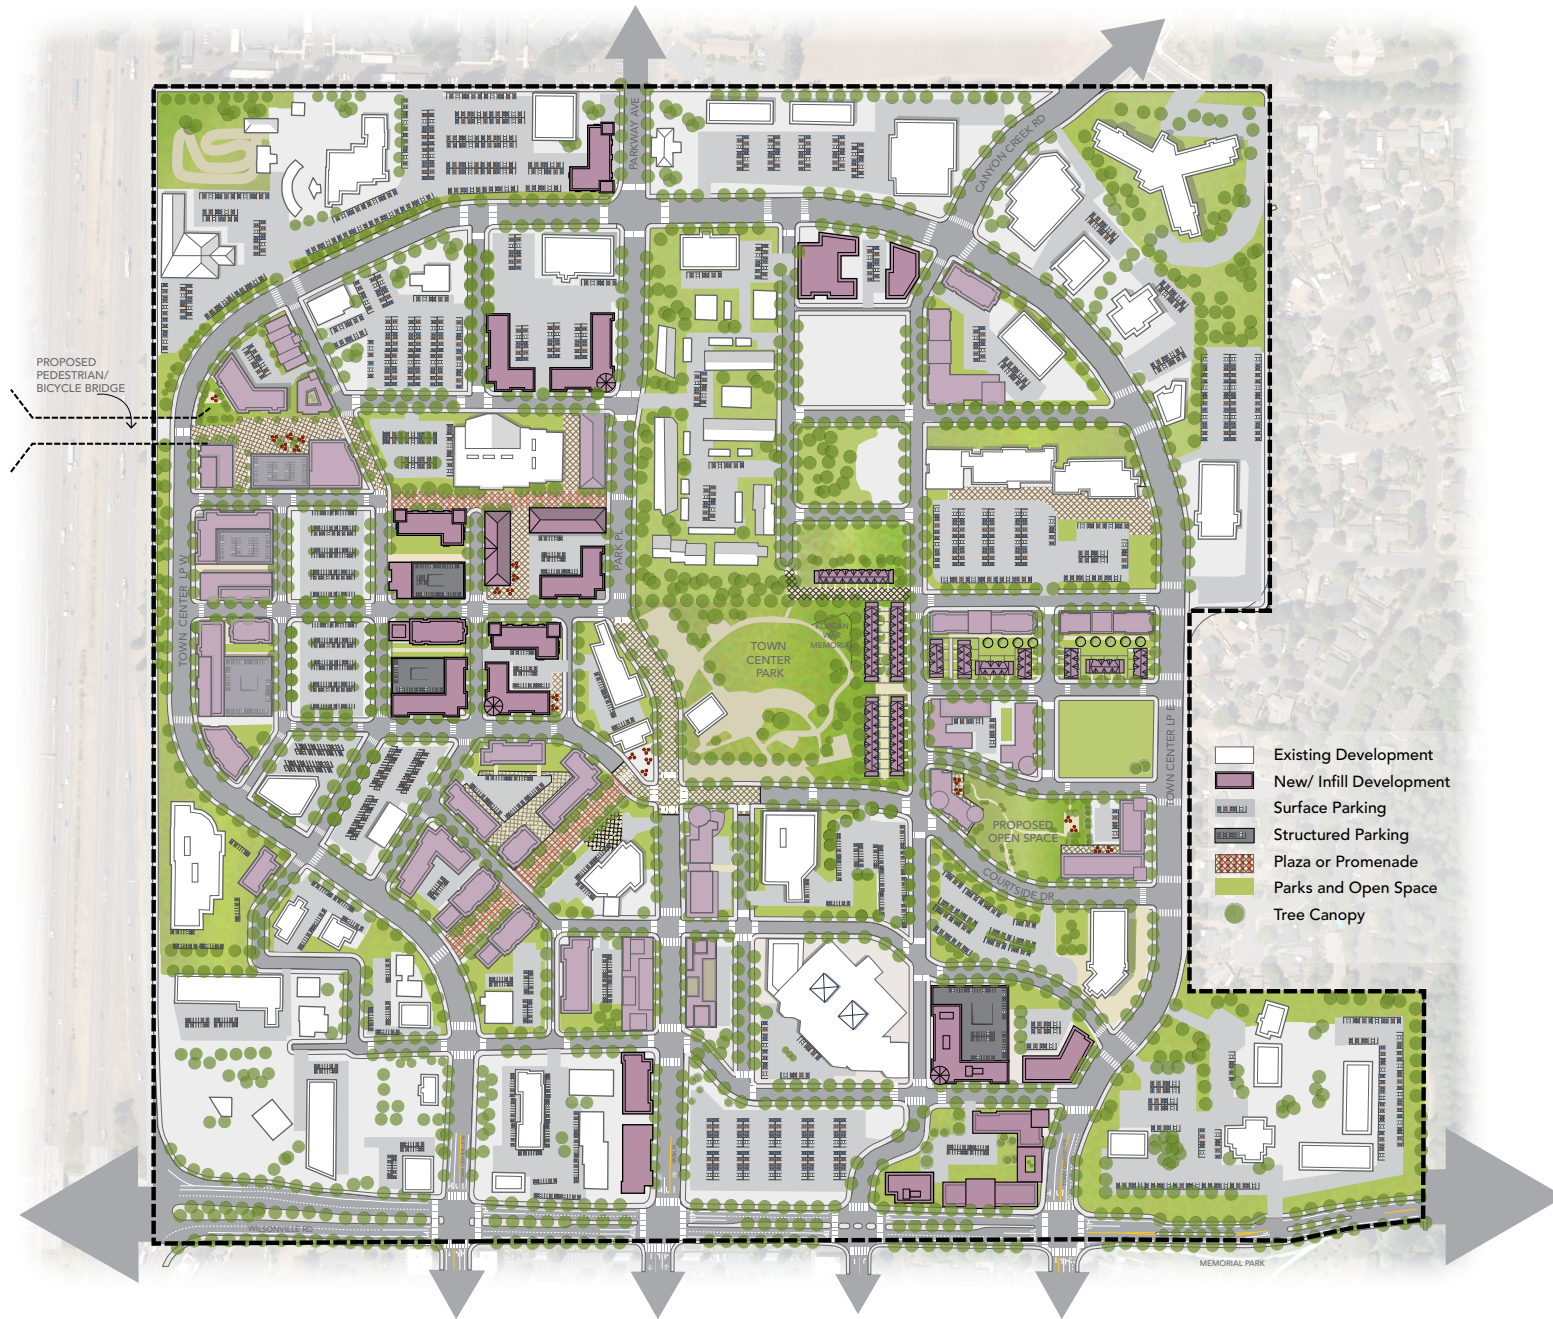 PARKWAY AVE
CANYON CREEK RD
PROPOSED
PEDESTRIAN/
BICYCLE BRIDGE
TOWN CENTER LP W
PARK PL
KOREAN
WAR
MEMORIAL
TOWN
CENTER
PARK
TOWN CENTER LP E
PROPOSED
OPEN SPACE
COURTSIDE DR
Existing Development
New/ Infill Development
Surface Parking
Structured Parking
Plaza or Promenade
Parks and Open Space
Tree Canopy
WILSONVILLE RD
MEMORIAL PARK